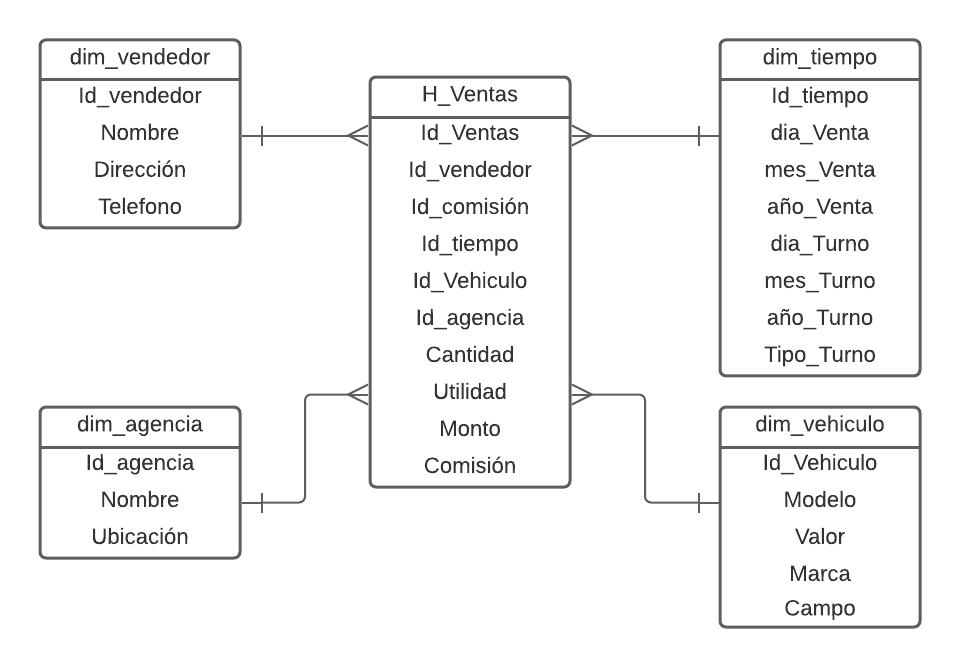 dim_vendedor
Id_vendedor
Nombre
Dirección
Telefono
H_Ventas
Id_Ventas
Id_vendedor
Id_comisión
Id_tiempo
Id_Vehiculo
Id_agencia
Cantidad
Utilidad
Monto
Comisión
dim_tiempo
Id_tiempo
dia_Venta
mes_Venta
año_Venta
dia_Turno
mes_Turno
año_Turno
Tipo_Turno
dim_agencia
Id_agencia
Nombre
Ubicación
dim_vehiculo
Id_Vehiculo
Modelo
Valor
Marca
Campo